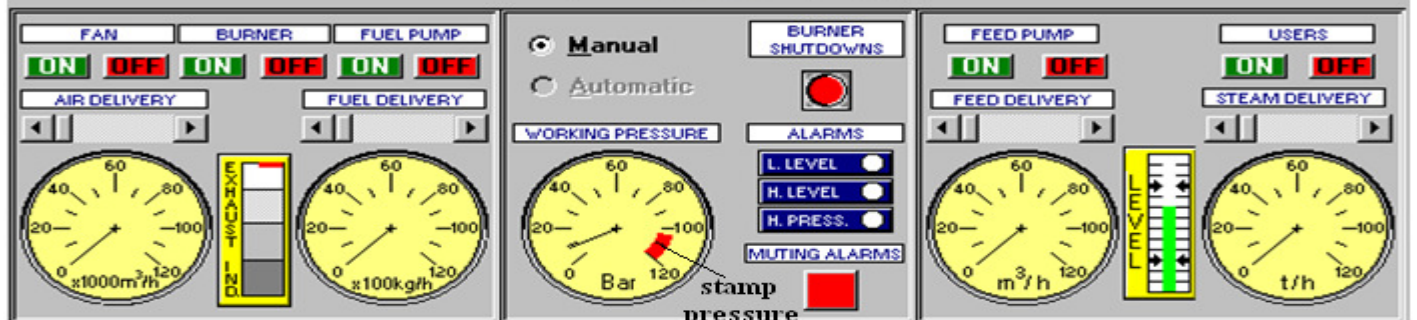 FAN BURNER FUEL PUMP
ON OFF ON OFF ON OFF
AIR DELIVERY FUEL DELIVERY
60
40 80
20 100
0 120
x1000m³/h
EXHAUST IND.
60
40 80
20 100
0 120
x100kg/h
Manual
Automatic
BURNER
SHUTDOWNS
WORKING PRESSURE
60
40 80
20 100
0 120
Bar
stamp
pressure
ALARMS
L. LEVEL
H. LEVEL
H. PRESS.
MUTING ALARMS
FEED PUMP USERS
ON OFF ON OFF
FEED DELIVERY STEAM DELIVERY
60
40 80
20 100
0 120
m³/h
LEVEL
60
40 80
20 100
0 120
t/h